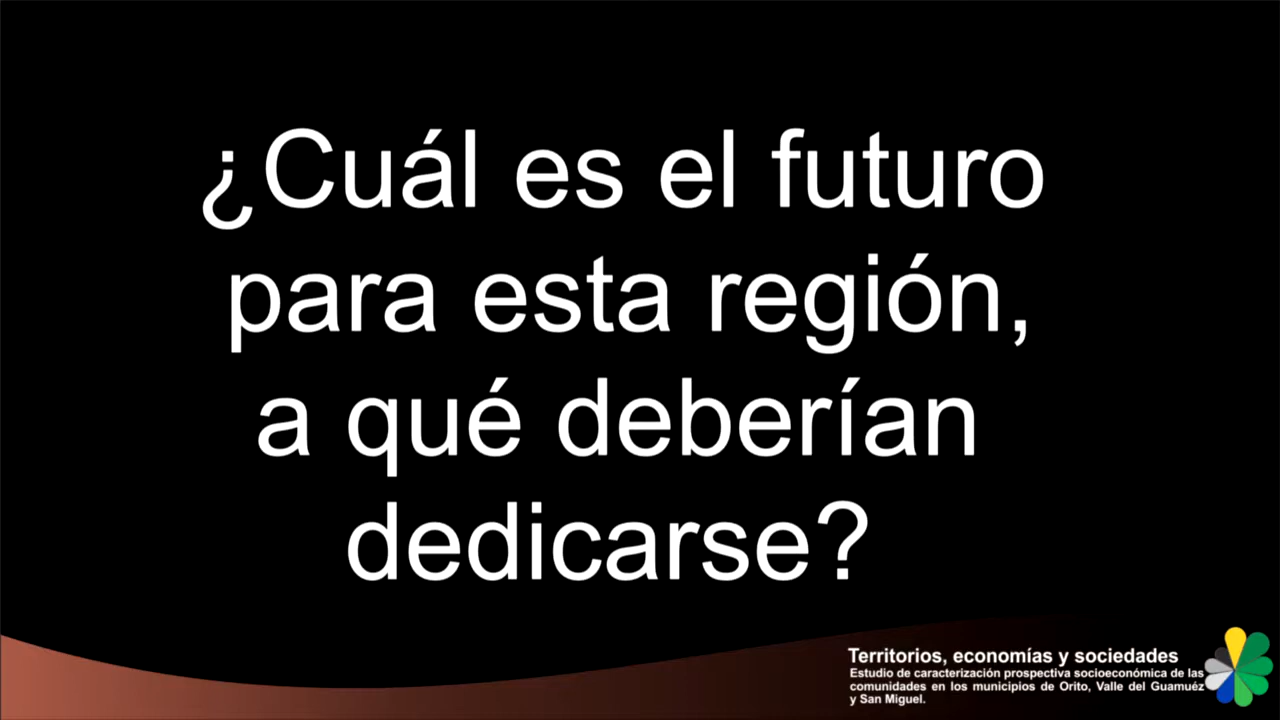 ¿Cuál es el futuro
para esta región,
a qué deberían
dedicarse?
Territorios, economías y sociedades
Estudio de caracterización prospectiva socioeconómica de las
comunidades en los municipios de Orito, Valle del Guamuéz
y San Miguel.